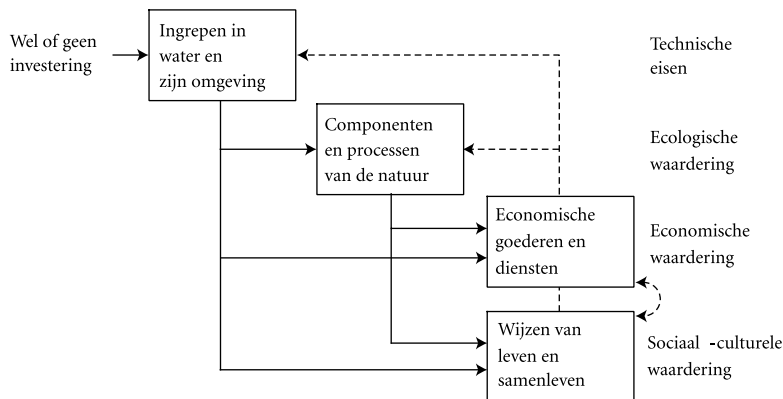 Wel of geen
investering
Ingrepen in
water en
zijn omgeving
Technische
eisen
Componenten
en processen
van de natuur
Ecologische
waardering
Economische
goederen en
diensten
Economische
waardering
Wijzen van
leven en
samenleven
Sociaal -culturele
waardering